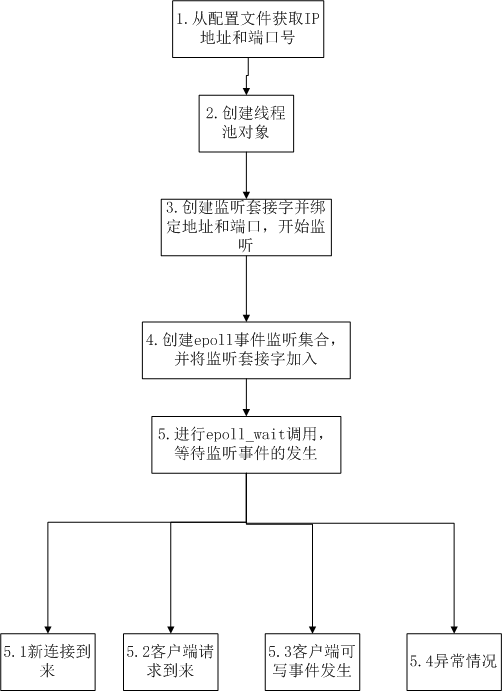 1.从配置文件获取IP
地址和端口号
2.创建线程
池对象
3.创建监听套接字并绑
定地址和端口，开始监
听
4.创建epoll事件监听集合，
并将监听套接字加入
5.进行epoll_wait调用，
等待监听事件的发生
5.1新连接到
来
5.2客户端请
求到来
5.3客户端可
写事件发生
5.4异常情况